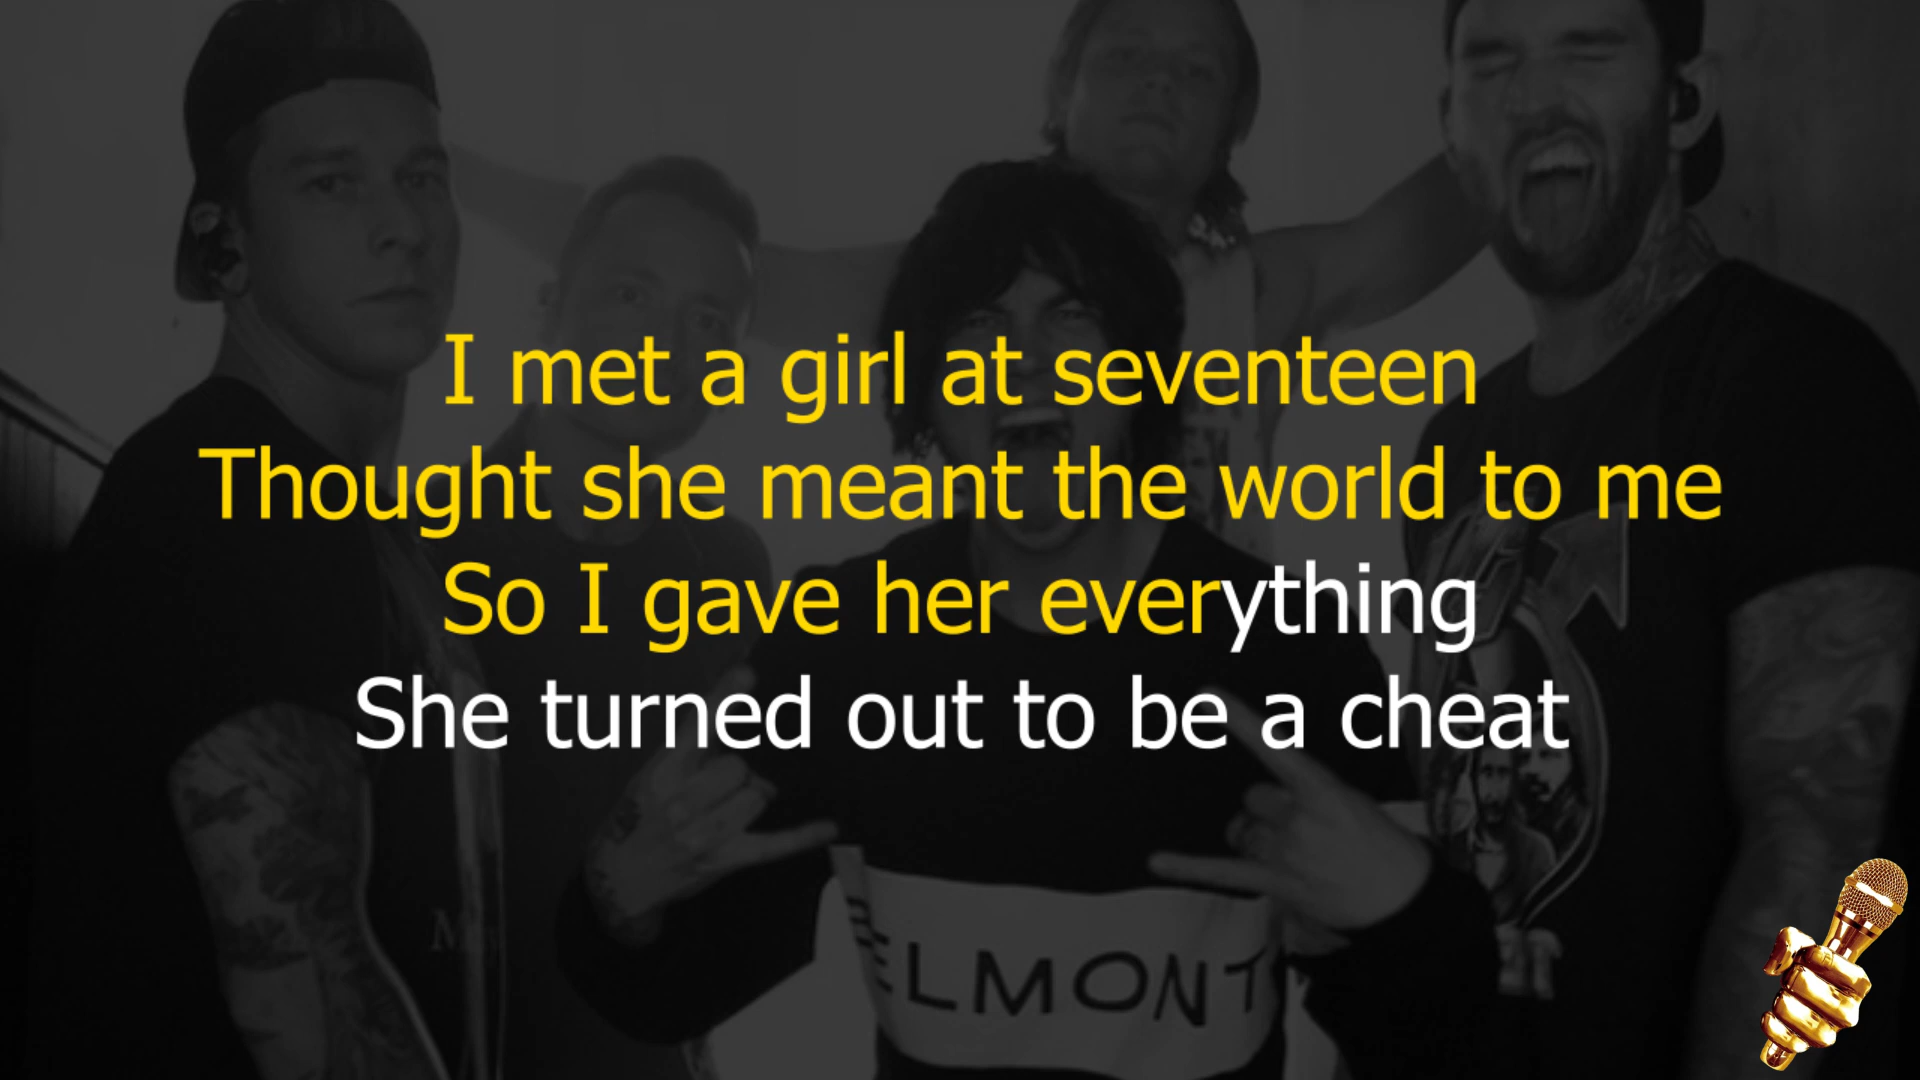 I met a girl at seventeen
Thought she meant the world to me
So I gave her everything
She turned out to be a cheat
ELMONT